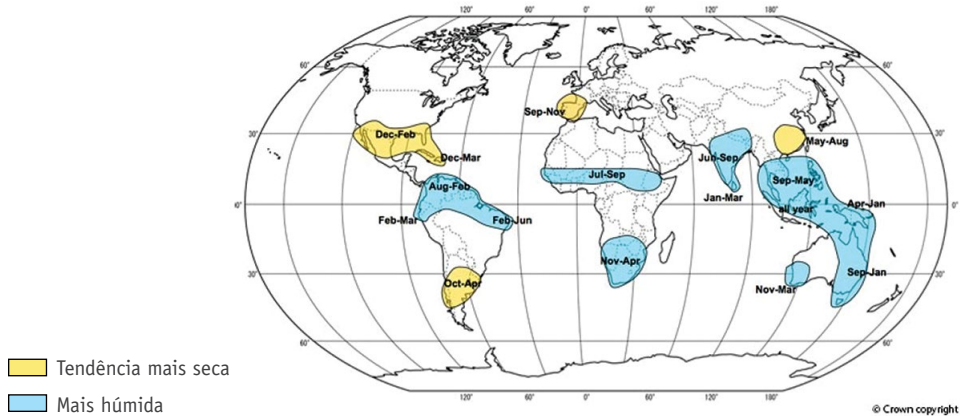 120° 60° 0° 60° 120° 180°
60° 60°
Sep-Nov
30° Dec-Feb May-Aug 30°
Dec-Mar Jun-Sep
Jul-Sep Sep-May
Aug-Feb
Jan-Mar
0° all year Apr-Jan 0°
Feb-Mar Feb-Jun
Nov-Apr
30° Sep-Jan 30°
Oct-Apr Nov-Mar
60° 60°
Tendência mais seca
120° 60° 0° 60° 120° 180°
Mais húmida
© Crown copyright